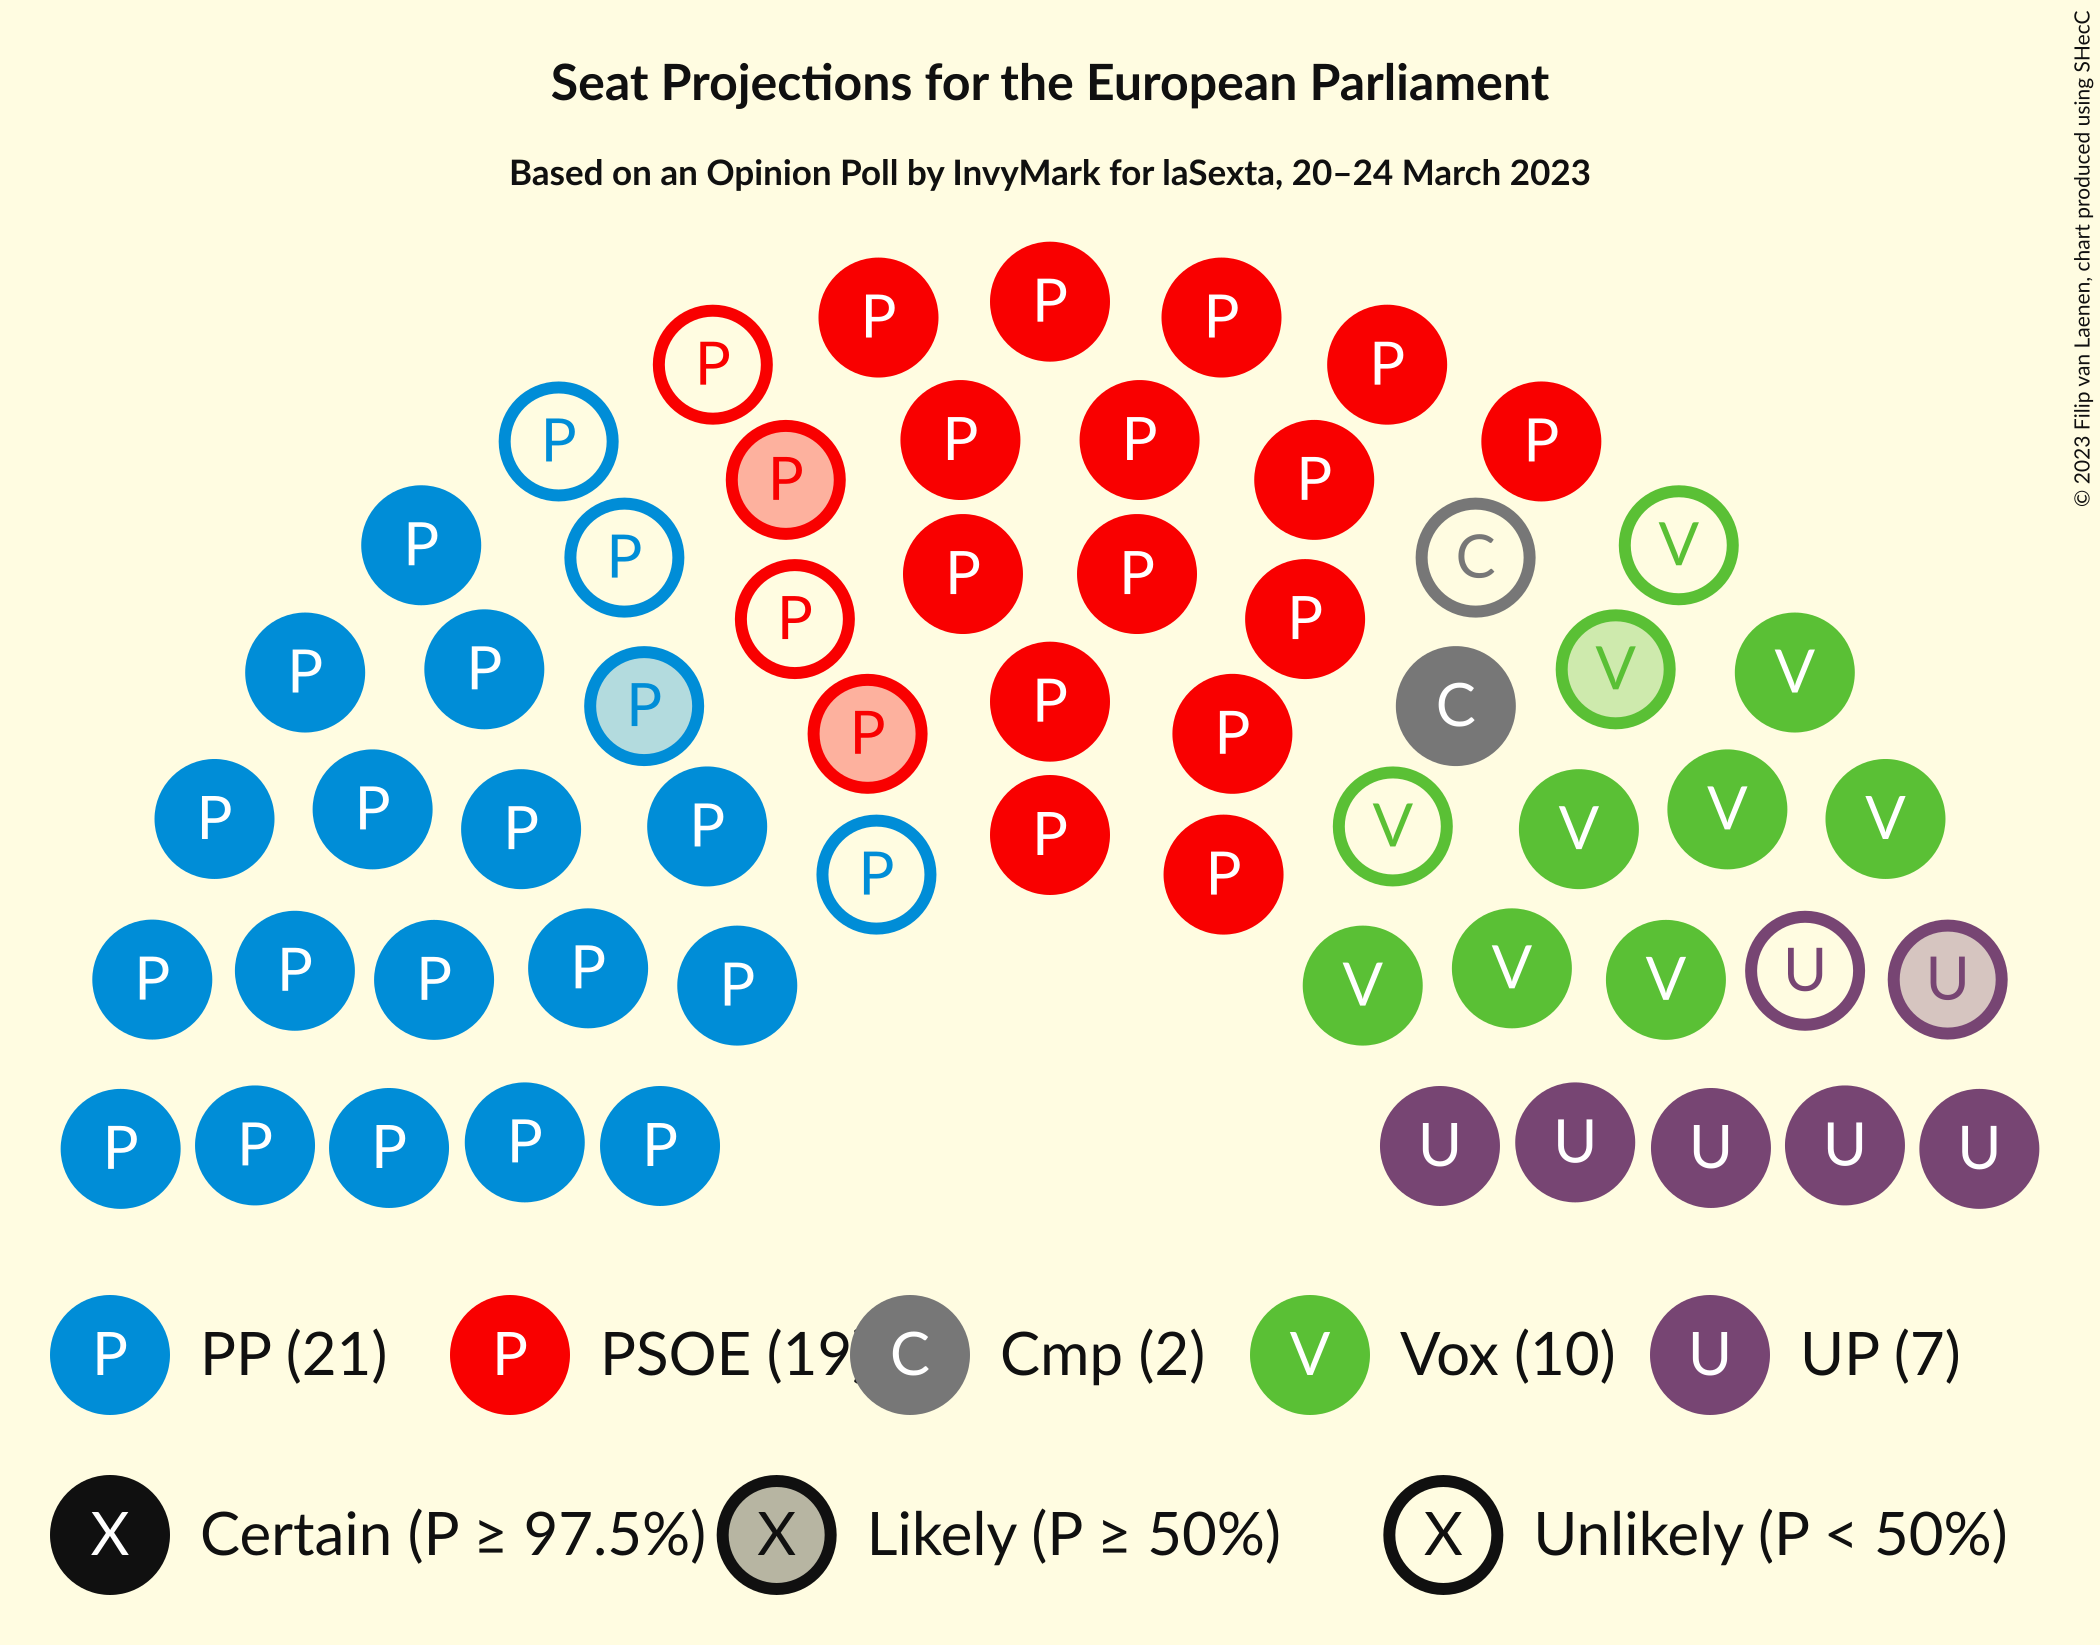 Seat Projections for the European Parliament
Based on an Opinion Poll by InvyMark for laSexta, 20–24 March 2023
© 2023 Filip van Laenen, chart produced using SHecC
P P P
P P
P P P P
P P
P P P P C V
P P
P P P P C V V
P P
P P P P P V V V V
P P
P P P P P V V V U U
P P P P P U U U U U
P PP (21) P PSOE (19) C Cmp (2) V Vox (10) U UP (7)
X Certain (P ≥ 97.5%) X Likely (P ≥ 50%) X Unlikely (P < 50%)